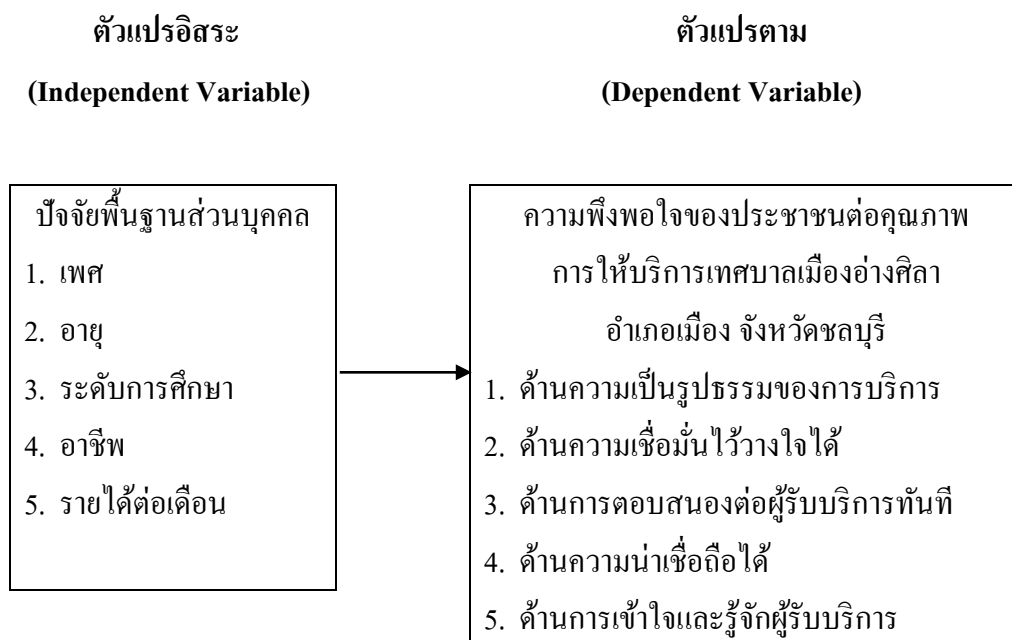 ตัวแปรอิสระ
(Independent Variable)
ตัวแปรตาม
(Dependent Variable)
ปัจจัยพื้นฐานส่วนบุคคล
1. เพศ
2. อายุ
3. ระดับการศึกษา
4. อาชีพ
5. รายได้ต่อเดือน
ความพึงพอใจของประชาชนต่อคุณภาพ
การให้บริการเทศบาลเมืองอ่างศิลา
อำเภอเมือง จังหวัดชลบุรี
1. ด้านความเป็นรูปธรรมของการบริการ
2. ด้านความเชื่อมั่นไว้วางใจได้
3. ด้านการตอบสนองต่อผู้รับบริการทันที
4. ด้านความน่าเชื่อถือได้
5. ด้านการเข้าใจและรู้จักผู้รับบริการ